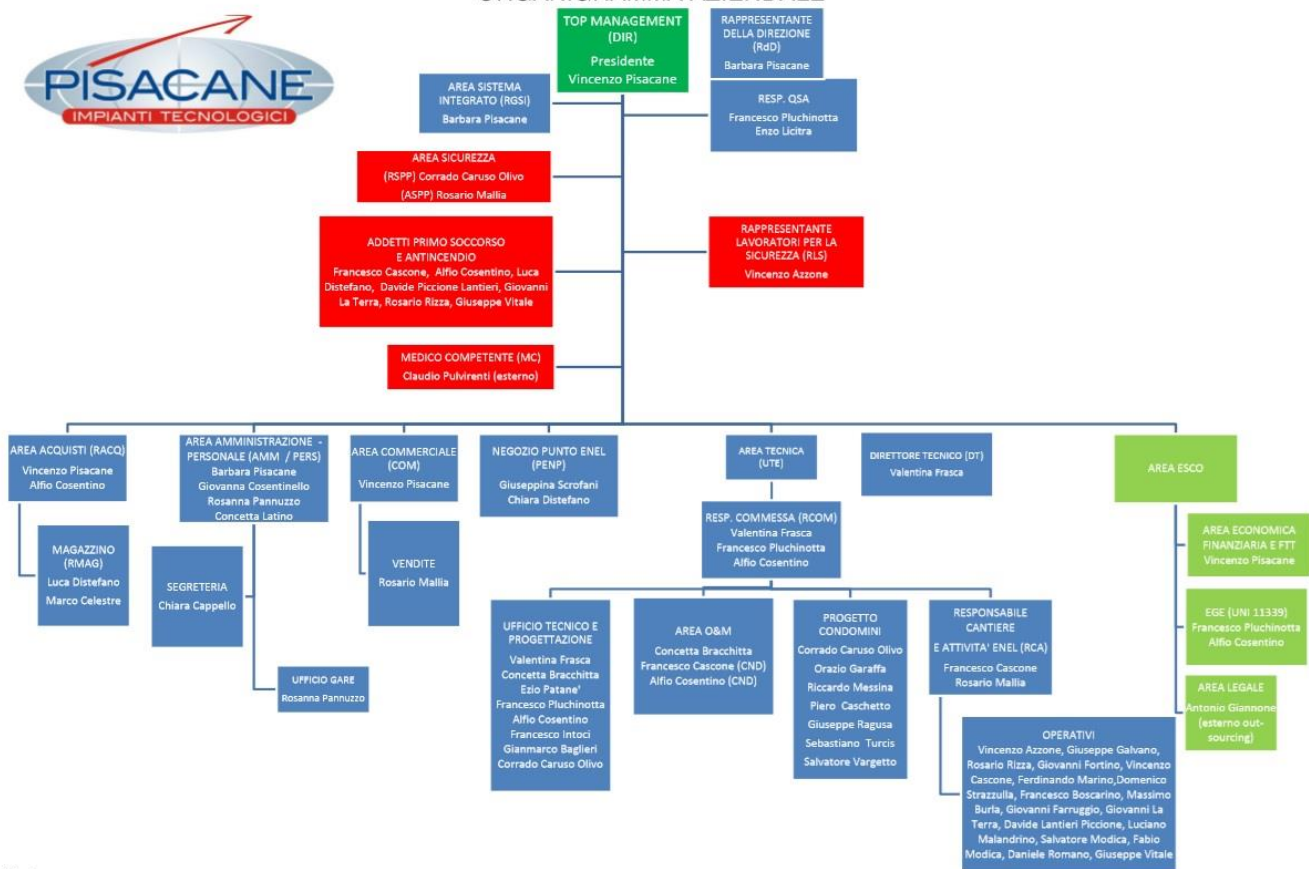 ORGANIGRAMMA AZIENDALE
PISACANE
IMPIANTI TECNOLOGICI
TOP MANAGEMENT
(DIR)
Presidente
Vincenzo Pisacane
RAPPRESENTANTE
DELLA DIREZIONE
(RdD)
Barbara Pisacane
AREA SISTEMA
INTEGRATO (RGSI)
Barbara Pisacane
RESP. QSA
Francesco Pluchinotta
Enzo Licitra
AREA SICUREZZA
(RSPP) Corrado Caruso Olivo
(ASPP) Rosario Mallia
ADDETTI PRIMO SOCCORSO
E ANTINCENDIO
Francesco Cascone, Alfio Cosentino, Luca
Distefano, Davide Piccione Lantieri, Giovanni
La Terra, Rosario Rizza, Giuseppe Vitale
RAPPRESENTANTE
LAVORATORI PER LA
SICUREZZA (RLS)
Vincenzo Azzone
MEDICO COMPETENTE (MC)
Claudio Pulvirenti (esterno)
AREA ACQUISTI (RACQ)
Vincenzo Pisacane
Alfio Cosentino
AREA AMMINISTRAZIONE -
PERSONALE (AMM / PERS)
Barbara Pisacane
Giovanna Cosentinello
Rosanna Pannuzzo
Concetta Latino
AREA COMMERCIALE
(COM)
Vincenzo Pisacane
NEGOZIO PUNTO ENEL
(PENP)
Giuseppina Scrofani
Chiara Distefano
AREA TECNICA
(UTE)
DIRETTORE TECNICO (DT)
Valentina Frasca
AREA ESCO
MAGAZZINO
(RMAG)
Luca Distefano
Marco Celestre
SEGRETERIA
Chiara Cappello
UFFICIO GARE
Rosanna Pannuzzo
VENDITE
Rosario Mallia
RESP. COMMESSA (RCOM)
Valentina Frasca
Francesco Pluchinotta
Alfio Cosentino
AREA ECONOMICA
FINANZIARIA E FTT
Vincenzo Pisacane
EGE (UNI 11339)
Francesco Pluchinotta
Alfio Cosentino
AREA LEGALE
Antonio Giannone
(esterno out-
sourcing)
UFFICIO TECNICO E
PROGETTAZIONE
Valentina Frasca
Concetta Bracchitta
Ezio Patane'
Francesco Pluchinotta
Alfio Cosentino
Francesco Intoci
Gianmarco Baglieri
Corrado Caruso Olivo
AREA O&M
Concetta Bracchitta
Francesco Cascone (CND)
Alfio Cosentino (CND)
PROGETTO
CONDOMINI
Corrado Caruso Olivo
Orazio Garaffa
Riccardo Messina
Piero Caschetto
Giuseppe Ragusa
Sebastiano Turcis
Salvatore Vargetto
RESPONSABILE
CANTIERE
E ATTIVITA' ENEL (RCA)
Francesco Cascone
Rosario Mallia
OPERATIVI
Vincenzo Azzone, Giuseppe Galvano,
Rosario Rizza, Giovanni Fortino, Vincenzo
Cascone, Ferdinando Marino,Domenico
Strazzulla, Francesco Boscarino, Massimo
Burla, Giovanni Farruggio, Giovanni La
Terra, Davide Lantieri Piccione, Luciano
Malandrino, Salvatore Modica, Fabio
Modica, Daniele Romano, Giuseppe Vitale